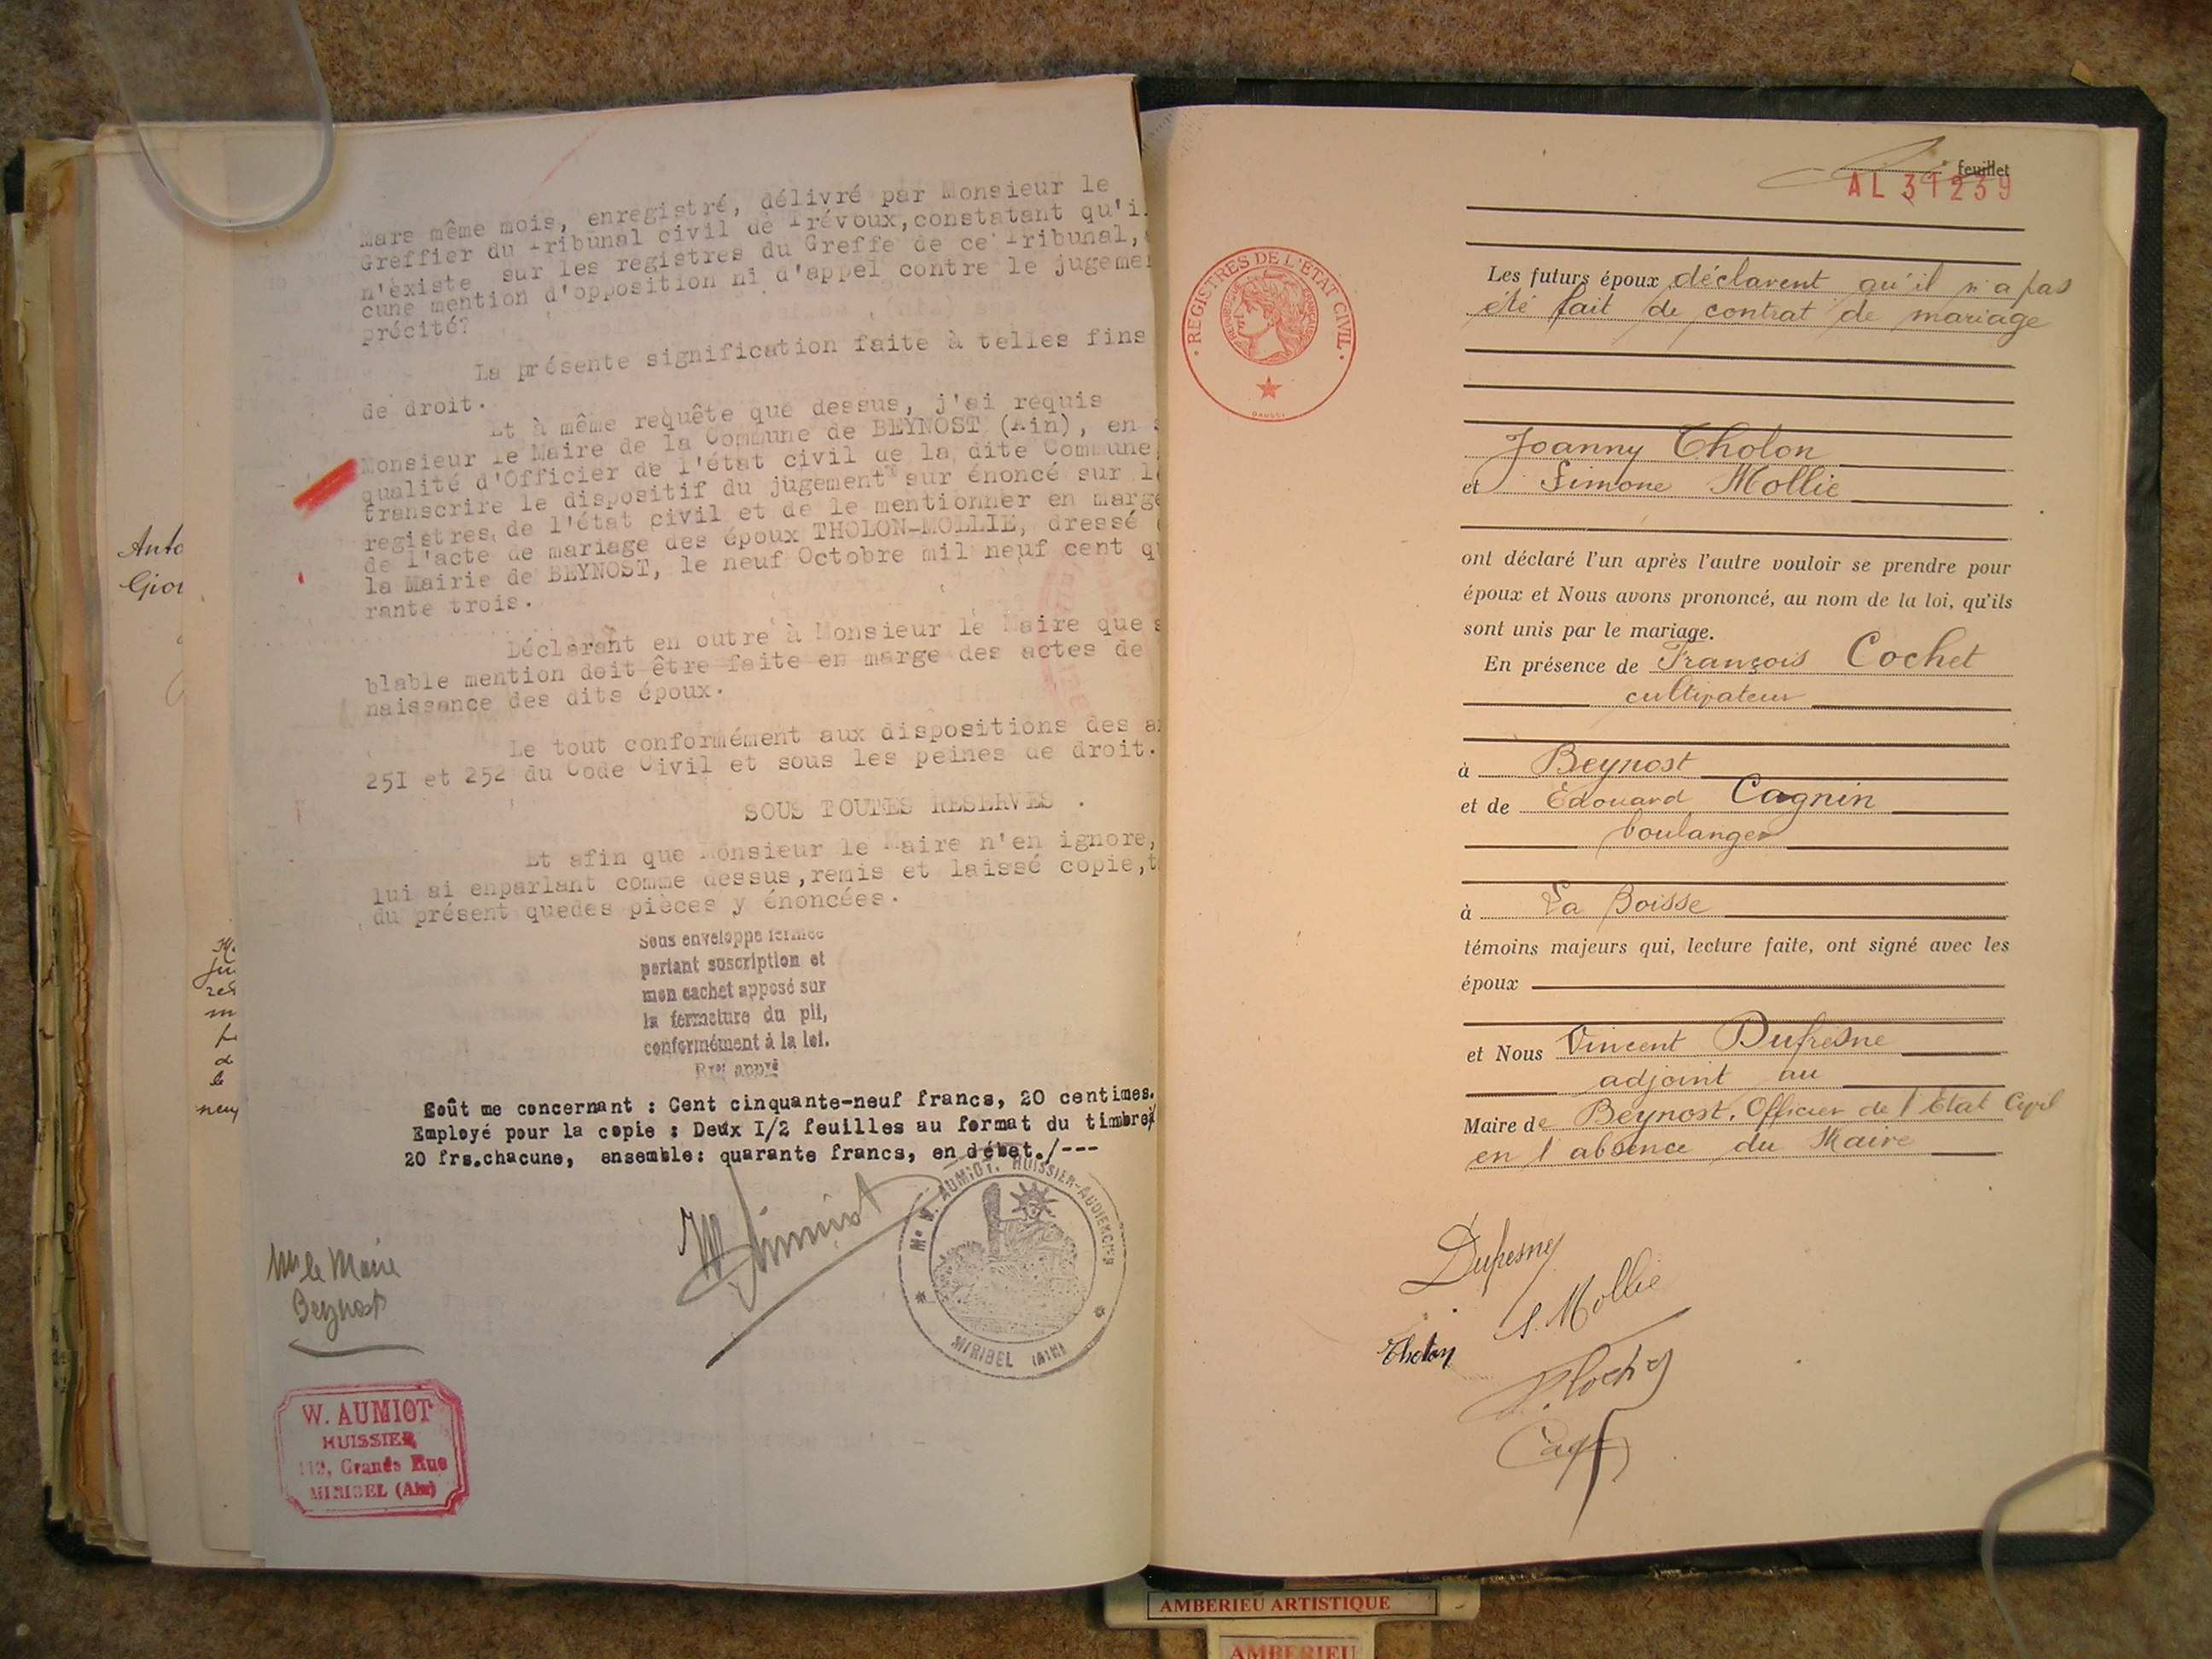 Mars même mois, enregistré, délivré par Monsieur le
Greffier du Tribunal civil de Trévoux, constatant qu'i
n'existe sur les registres du Greffe de ce Tribunal,
cune mention d'opposition ni d'appel contre le jugeme
précité?
La présente signification faite à telles fins
de droit.
Et à même requête que dessus, j'ai requis
Monsieur le Maire de la Commune de BEYNOST (Ain), en s
qualité d'Officier de l'état civil de la dite Commune,
transcrire le dispositif du jugement sur énoncé sur l
registres de l'état civil et de le mentionner en marge
de l'acte de mariage des époux THOLON-MOLLIE, dressé
la Mairie de BEYNOST, le neuf Octobre mil neuf cent q
rante trois.
Déclarant en outre à Monsieur le Maire que s
blable mention doit être faite en marge des actes de
naissance des dits époux.
Le tout conformément aux dispositions des a
25I et 252 du Code Civil et sous les peines de droit.
SOUS TOUTES RESERVES .
Et afin que Monsieur le Maire n'en ignore,
lui ai enparlant comme dessus,remis et laissé copie,t
du présent quedes pièces y énoncées.
Sous enveloppe fermée
portant suscription et
mon cachet apposé sur
la fermeture du pli,
conformément à la loi.
Coût me concernant : Cent cinquante-neuf francs, 20 centimes.
Employé pour la copie : Deux I/2 feuilles au format du timbre
20 frs.chacune, ensemble: quarante francs, en débet./---
Me W. AUMIOT, HUISSIER-AUDIENCIER
MIRIBEL (AIN)
W Aumiot
Mr le Maire
Beynost
W. AUMIOT
HUISSIER
112, Grande Rue
MIRIBEL (Ain)
Anto
Gior
feuillet
AL 31239
REGISTRES DE L'ETAT CIVIL
REPUBLIQUE FRANÇAISE
Les futurs époux déclarent qu'il n'a pas
été fait de contrat de mariage
Joanny Tholon
et Simone Mollie
ont déclaré l'un après l'autre vouloir se prendre pour
époux et Nous avons prononcé, au nom de la loi, qu'ils
sont unis par le mariage.
En présence de François Cochet
cultivateur
à Beynost
et de Edouard Cagnin
boulanger
à La Boisse
témoins majeurs qui, lecture faite, ont signé avec les
époux
et Nous Vincent Dufresne
adjoint au
Maire de Beynost, Officier de l'Etat Civil
en l'absence du Maire
Dufresne
S. Mollie
Tholon
AMBERIEU ARTISTIQUE
AMBERIEU